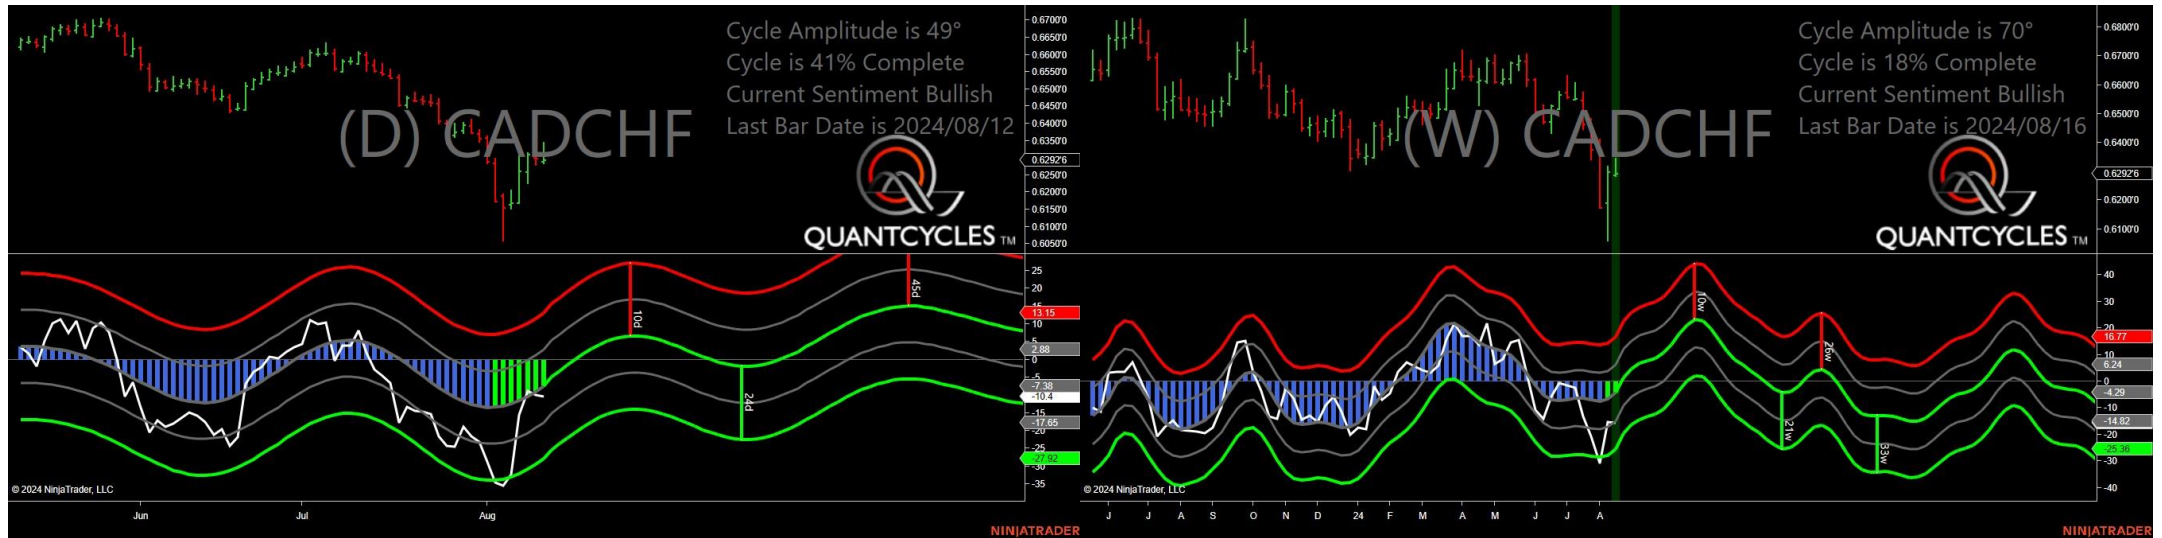 Cycle Amplitude is 49°
Cycle is 41% Complete
Current Sentiment Bullish
Last Bar Date is 2024/08/12
(D) CADCHF
QUANTCYCLES TM
0.6700'0
0.6650'0
0.6600'0
0.6550'0
0.6500'0
0.6450'0
0.6400'0
0.6350'0
0.6292'6
0.6250'0
0.6200'0
0.6150'0
0.6100'0
0.6050'0
10d
24d
45d
25
20
15
13.15
10
5
2.88
0
-5
-7.38
-10.4
-15
-17.65
-20
-25
-27.92
-30
-35
© 2024 NinjaTrader, LLC
Jun Jul Aug
NINJATRADER
Cycle Amplitude is 70°
Cycle is 18% Complete
Current Sentiment Bullish
Last Bar Date is 2024/08/16
(W) CADCHF
QUANTCYCLES TM
0.6800'0
0.6700'0
0.6600'0
0.6500'0
0.6400'0
0.6292'6
0.6200'0
0.6100'0
10w
26w
21w
33w
40
30
20
16.77
10
6.24
0
-4.29
-10
-14.82
-20
-25.36
-30
-40
© 2024 NinjaTrader, LLC
J J A S O N D 24 F M A M J J A
NINJATRADER